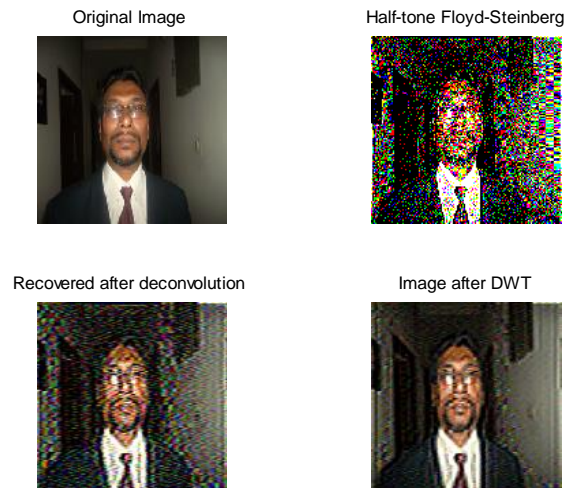 Original Image
Half-tone Floyd-Steinberg
Recovered after deconvolution
Image after DWT